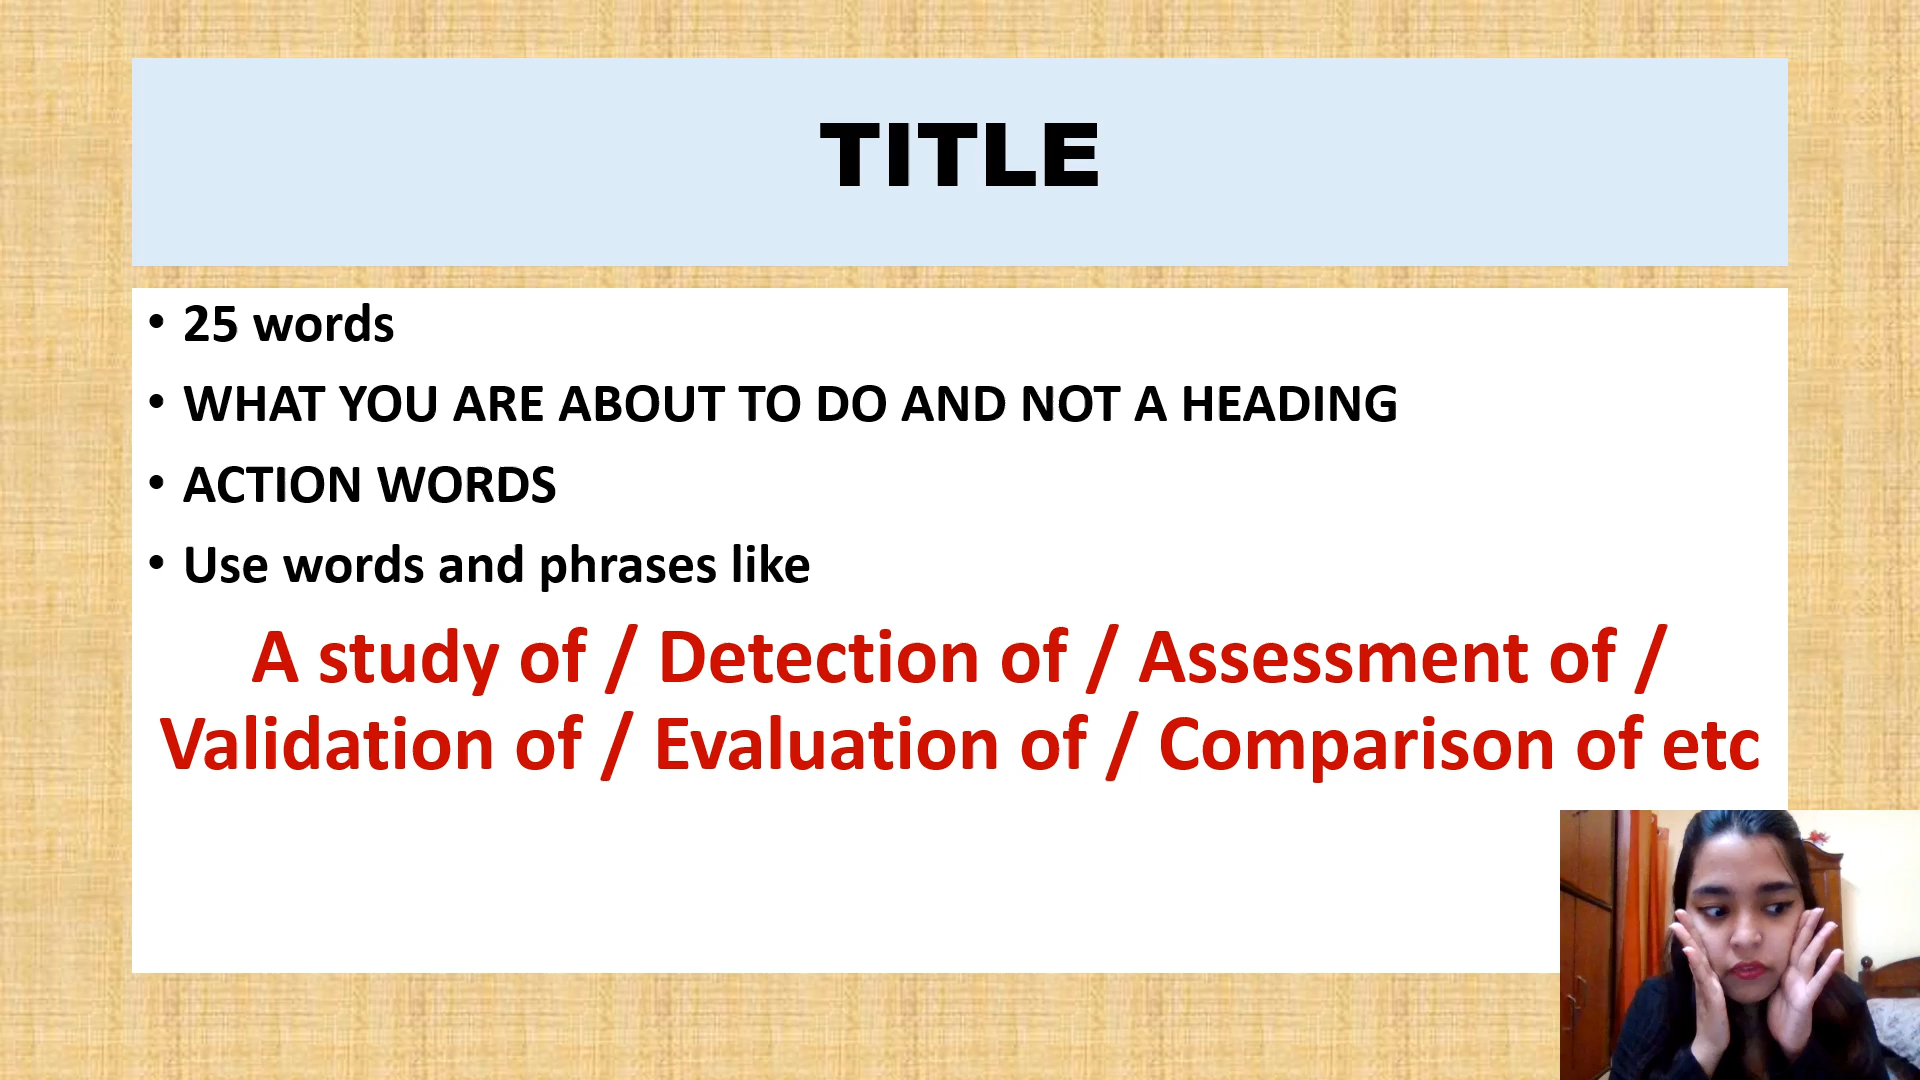 TITLE
• 25 words
• WHAT YOU ARE ABOUT TO DO AND NOT A HEADING
• ACTION WORDS
• Use words and phrases like
A study of / Detection of / Assessment of /
Validation of / Evaluation of / Comparison of etc